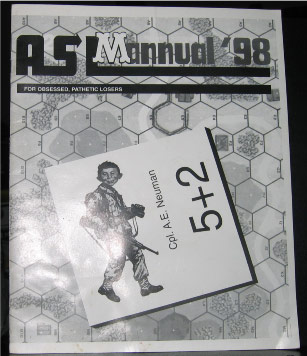 ASL Mannual '98
FOR OBSESSED, PATHETIC LOSERS
Cpl. A.E. Neuman
5+2